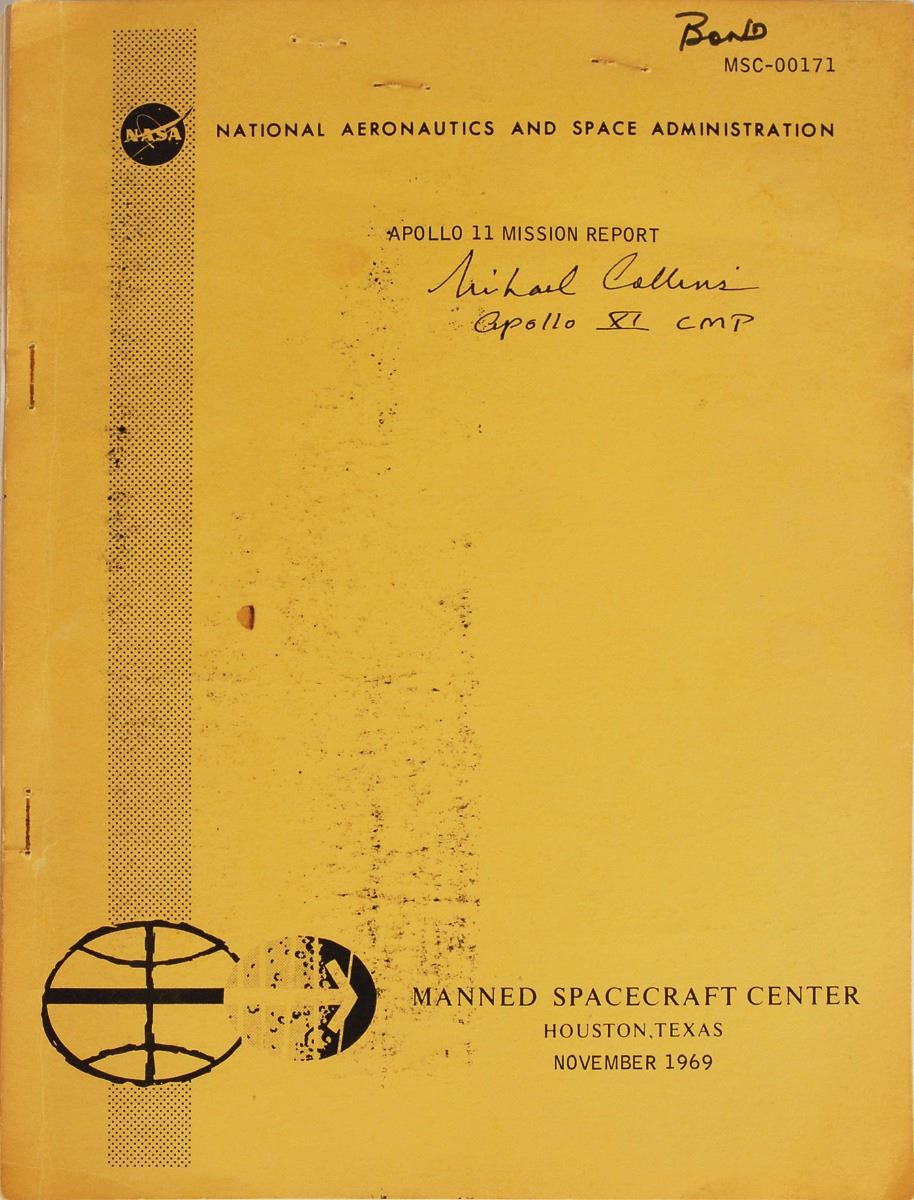 Bond
MSC-00171
NASA
NATIONAL AERONAUTICS AND SPACE ADMINISTRATION
APOLLO 11 MISSION REPORT
Michael Collins
Apollo XI CMP
MANNED SPACECRAFT CENTER
HOUSTON, TEXAS
NOVEMBER 1969